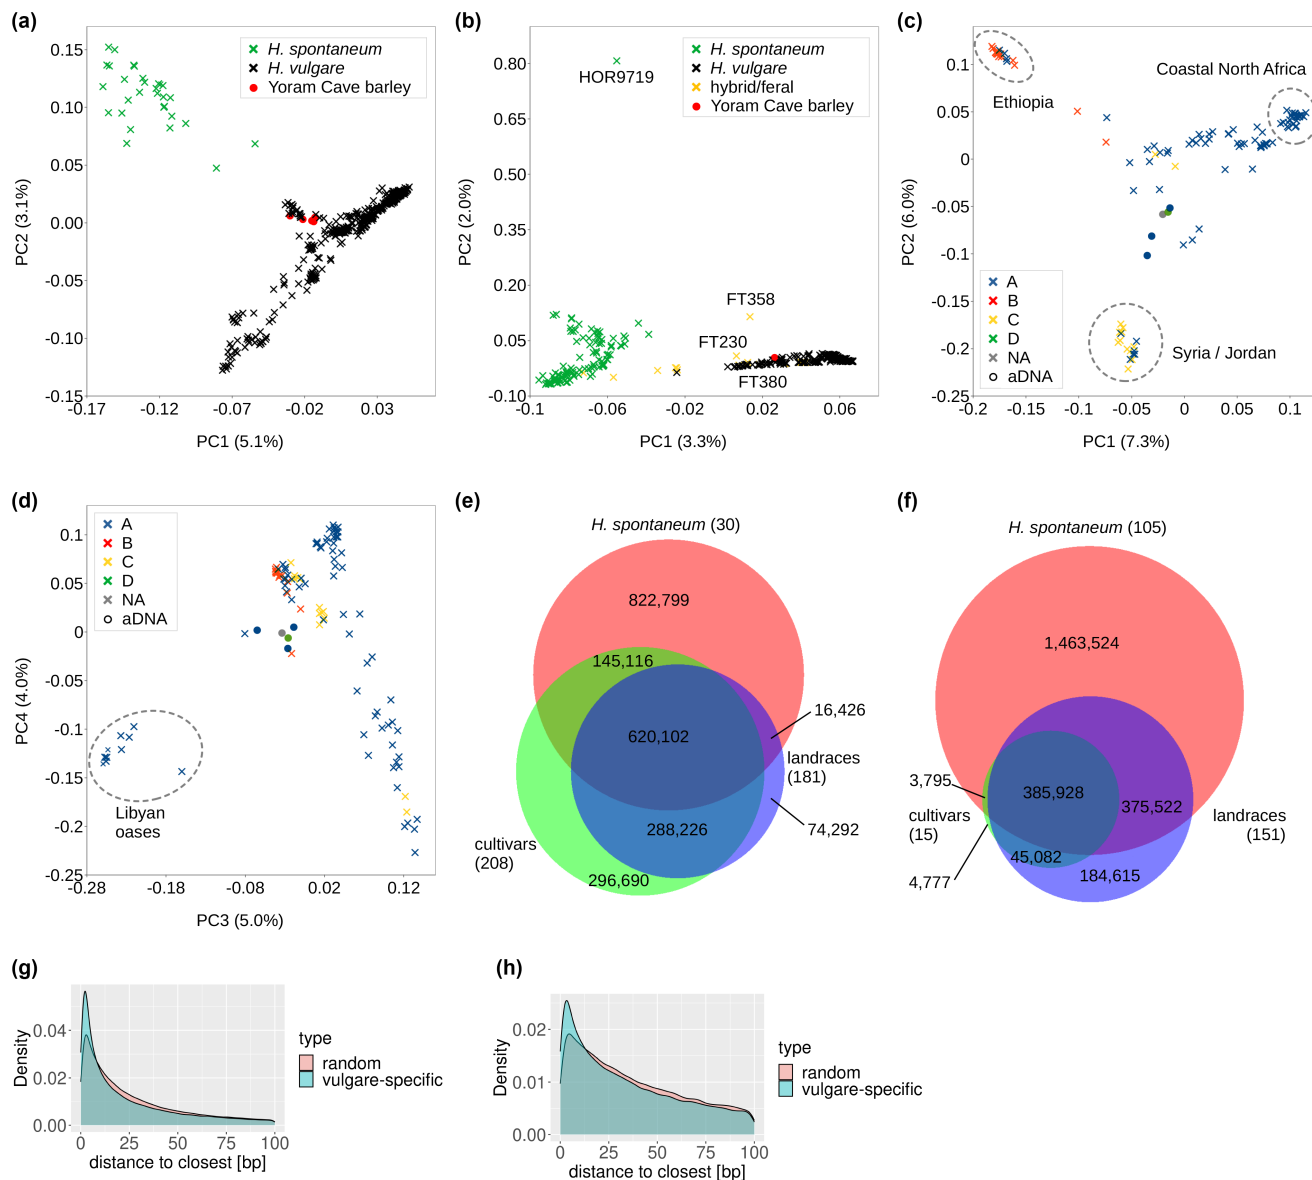 (a)
0.15
0.10
0.05
0.00
-0.05
-0.10
-0.15
-0.17
-0.12
-0.07
-0.02
0.03
PC2 (3.1%)
PC1 (5.1%)
H. spontaneum
H. vulgare
Yoram Cave barley
(b)
0.80
0.65
0.50
0.35
0.20
0.05
-0.10
-0.1
-0.06
-0.02
0.02
0.06
PC2 (2.0%)
PC1 (3.3%)
H. spontaneum
H. vulgare
hybrid/feral
Yoram Cave barley
HOR9719
FT358
FT230
FT380
(c)
0.1
0.05
0
-0.05
-0.1
-0.15
-0.2
-0.25
-0.2
-0.15
-0.1
-0.05
0
0.05
0.1
PC2 (6.0%)
PC1 (7.3%)
Coastal North Africa
Ethiopia
Syria / Jordan
A
B
C
D
NA
aDNA
(d)
0.1
0.05
0
-0.05
-0.1
-0.15
-0.2
-0.25
-0.28
-0.18
-0.08
0.02
0.12
PC4 (4.0%)
PC3 (5.0%)
A
B
C
D
NA
aDNA
Libyan
oases
(e)
H. spontaneum (30)
822,799
145,116
16,426
620,102
landraces
(181)
74,292
288,226
cultivars
(208)
296,690
(f)
H. spontaneum (105)
1,463,524
3,795
385,928
375,522
cultivars
(15)
landraces
(151)
45,082
184,615
4,777
(g)
Density
0.04
0.02
0.00
0
25
50
75
100
distance to closest [bp]
type
random
vulgare-specific
(h)
Density
0.02
0.01
0.00
0
25
50
75
100
distance to closest [bp]
type
random
vulgare-specific